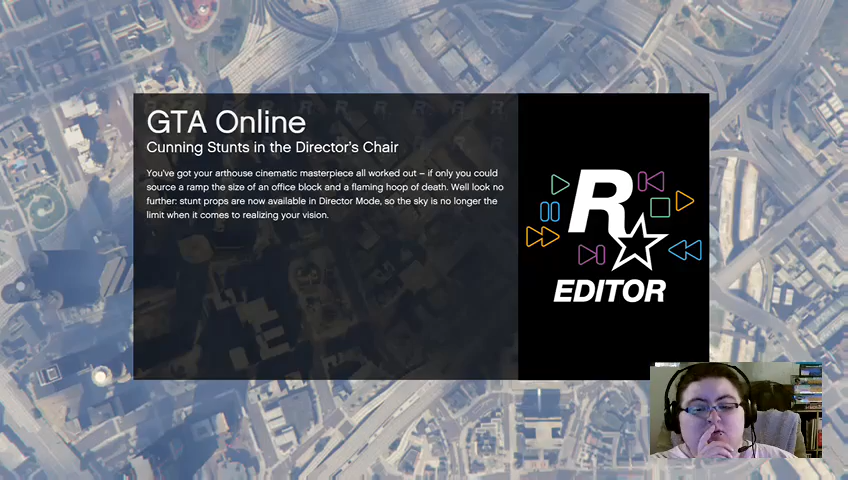 GTA Online
Cunning Stunts in the Director's Chair
You've got your arthouse cinematic masterpiece all worked out – if only you could
source a ramp the size of an office block and a flaming hoop of death. Well look no
further: stunt props are now available in Director Mode, so the sky is no longer the
limit when it comes to realizing your vision.
R
EDITOR